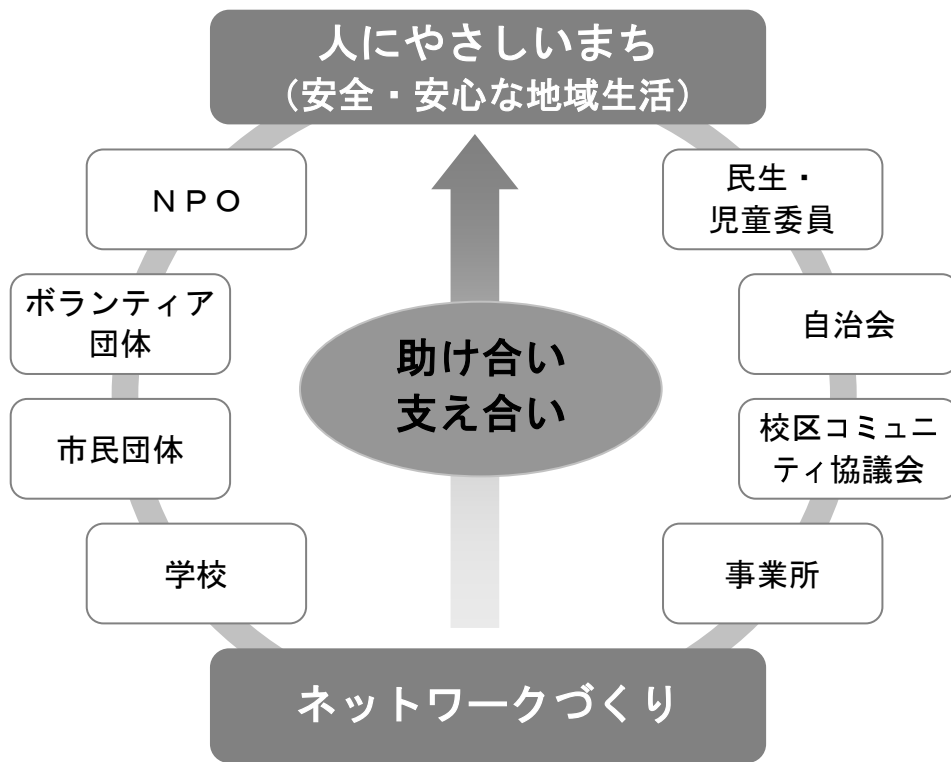 人にやさしいまち
（安全・安心な地域生活）
ＮＰＯ
民生・
児童委員
ボランティア
団体
自治会
助け合い
支え合い
市民団体
校区コミュニ
ティ協議会
学校
事業所
ネットワークづくり